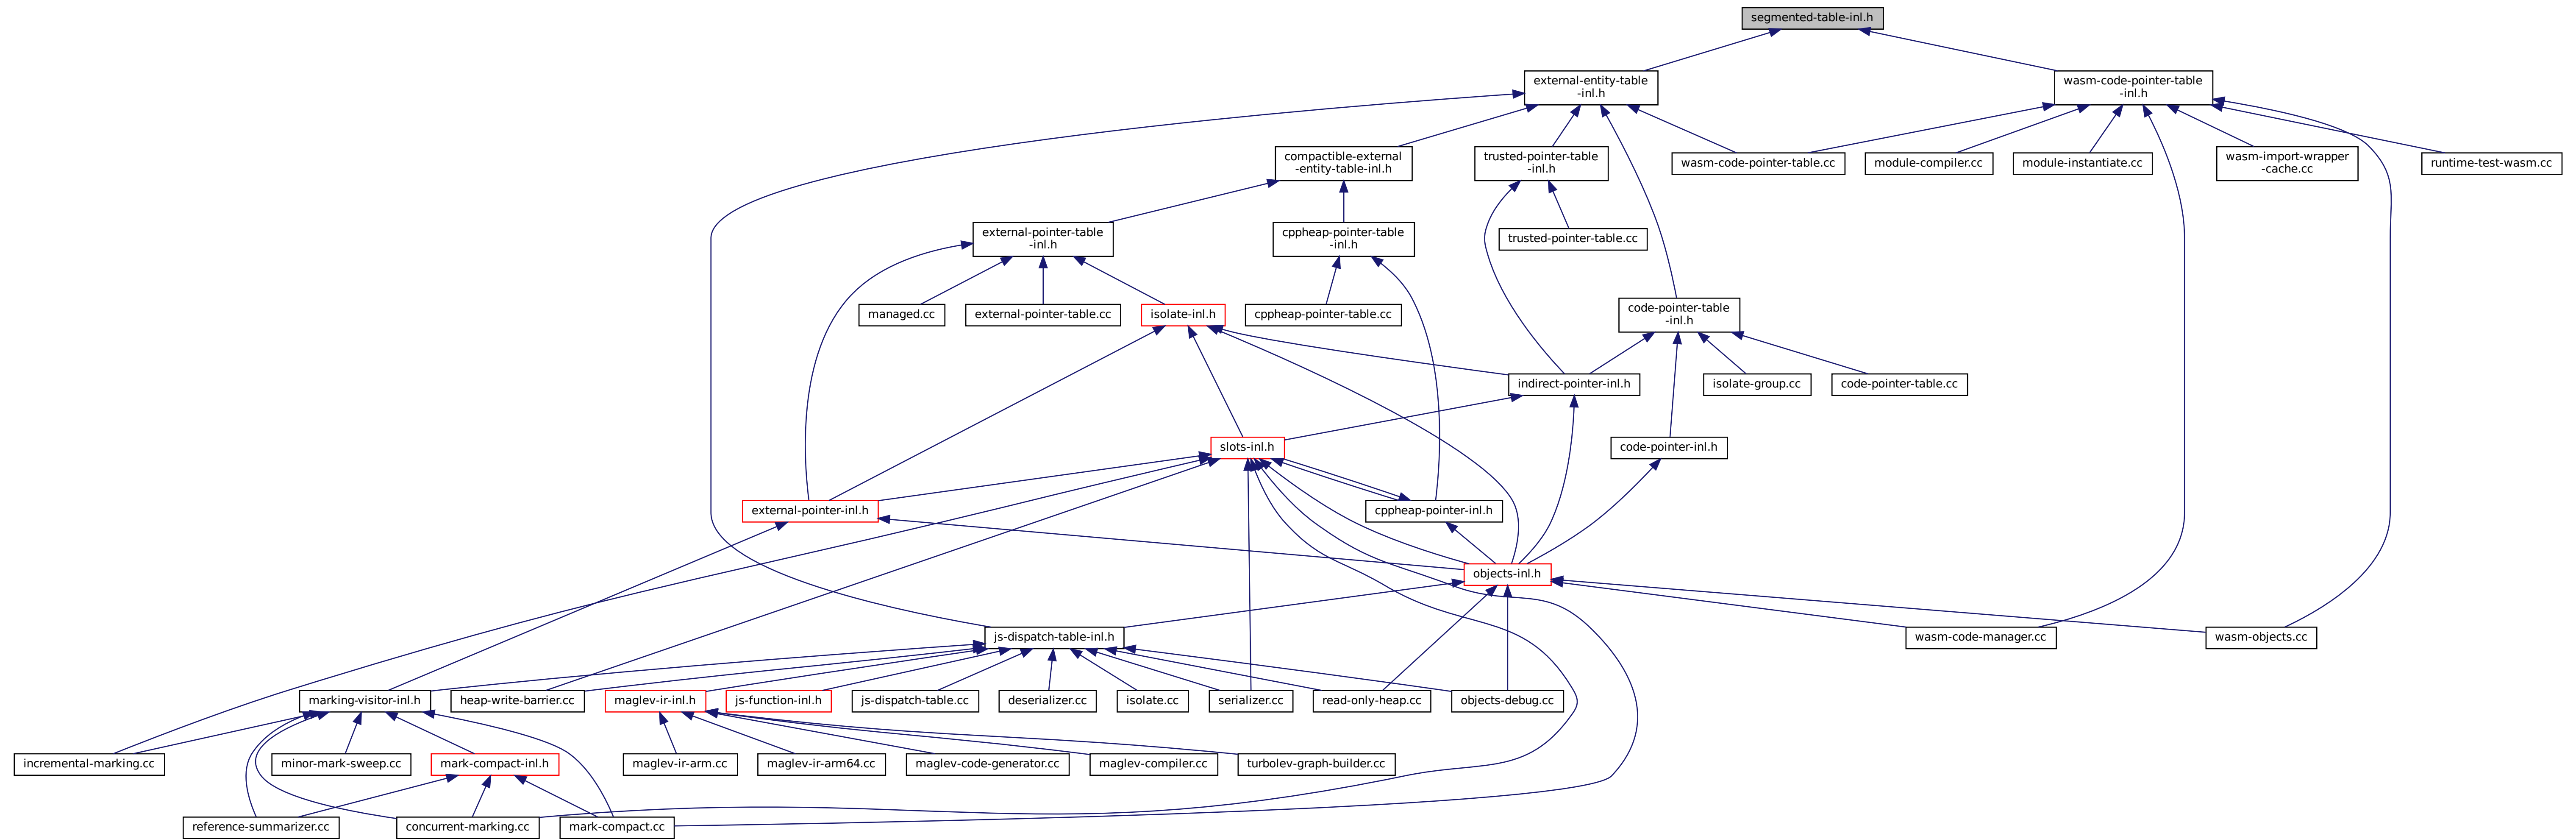 segmented-table-inl.h
external-entity-table
-inl.h
wasm-code-pointer-table
-inl.h
compactible-external
-entity-table-inl.h
trusted-pointer-table
-inl.h
wasm-code-pointer-table.cc
module-compiler.cc
module-instantiate.cc
wasm-import-wrapper
-cache.cc
runtime-test-wasm.cc
external-pointer-table
-inl.h
cppheap-pointer-table
-inl.h
trusted-pointer-table.cc
managed.cc
external-pointer-table.cc
isolate-inl.h
cppheap-pointer-table.cc
code-pointer-table
-inl.h
indirect-pointer-inl.h
isolate-group.cc
code-pointer-table.cc
slots-inl.h
code-pointer-inl.h
external-pointer-inl.h
cppheap-pointer-inl.h
objects-inl.h
js-dispatch-table-inl.h
wasm-code-manager.cc
wasm-objects.cc
marking-visitor-inl.h
heap-write-barrier.cc
maglev-ir-inl.h
js-function-inl.h
js-dispatch-table.cc
deserializer.cc
isolate.cc
serializer.cc
read-only-heap.cc
objects-debug.cc
incremental-marking.cc
minor-mark-sweep.cc
mark-compact-inl.h
maglev-ir-arm.cc
maglev-ir-arm64.cc
maglev-code-generator.cc
maglev-compiler.cc
turbolev-graph-builder.cc
reference-summarizer.cc
concurrent-marking.cc
mark-compact.cc